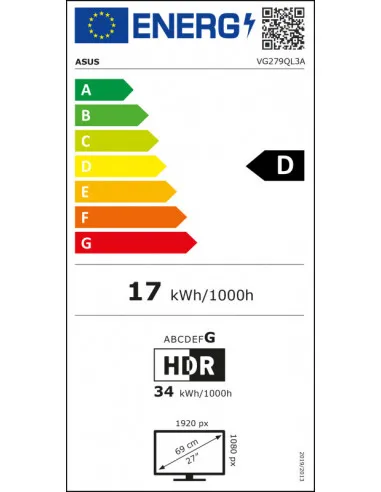 ENERG
ASUS VG279QL3A
A
B
C
D
D
E
F
G
17 kWh/1000h
ABCDEFG
HDR
34 kWh/1000h
1920 px
69 cm
27"
1080 px
2019/2013